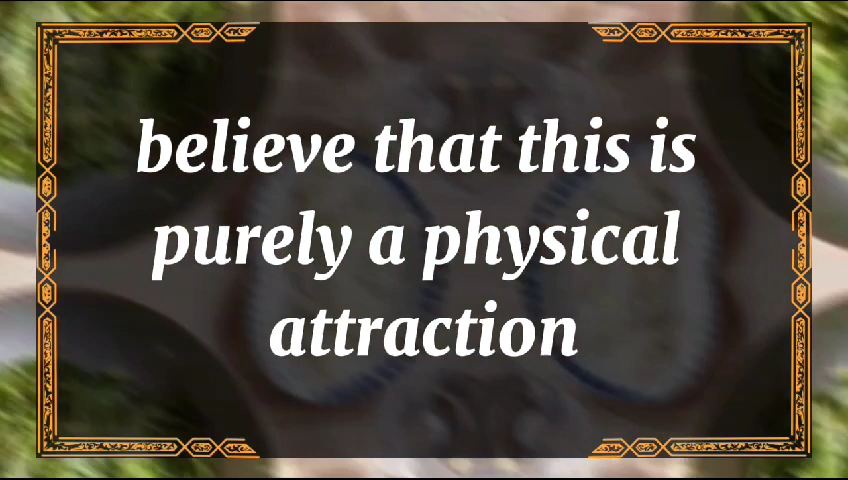 believe that this is
purely a physical
attraction